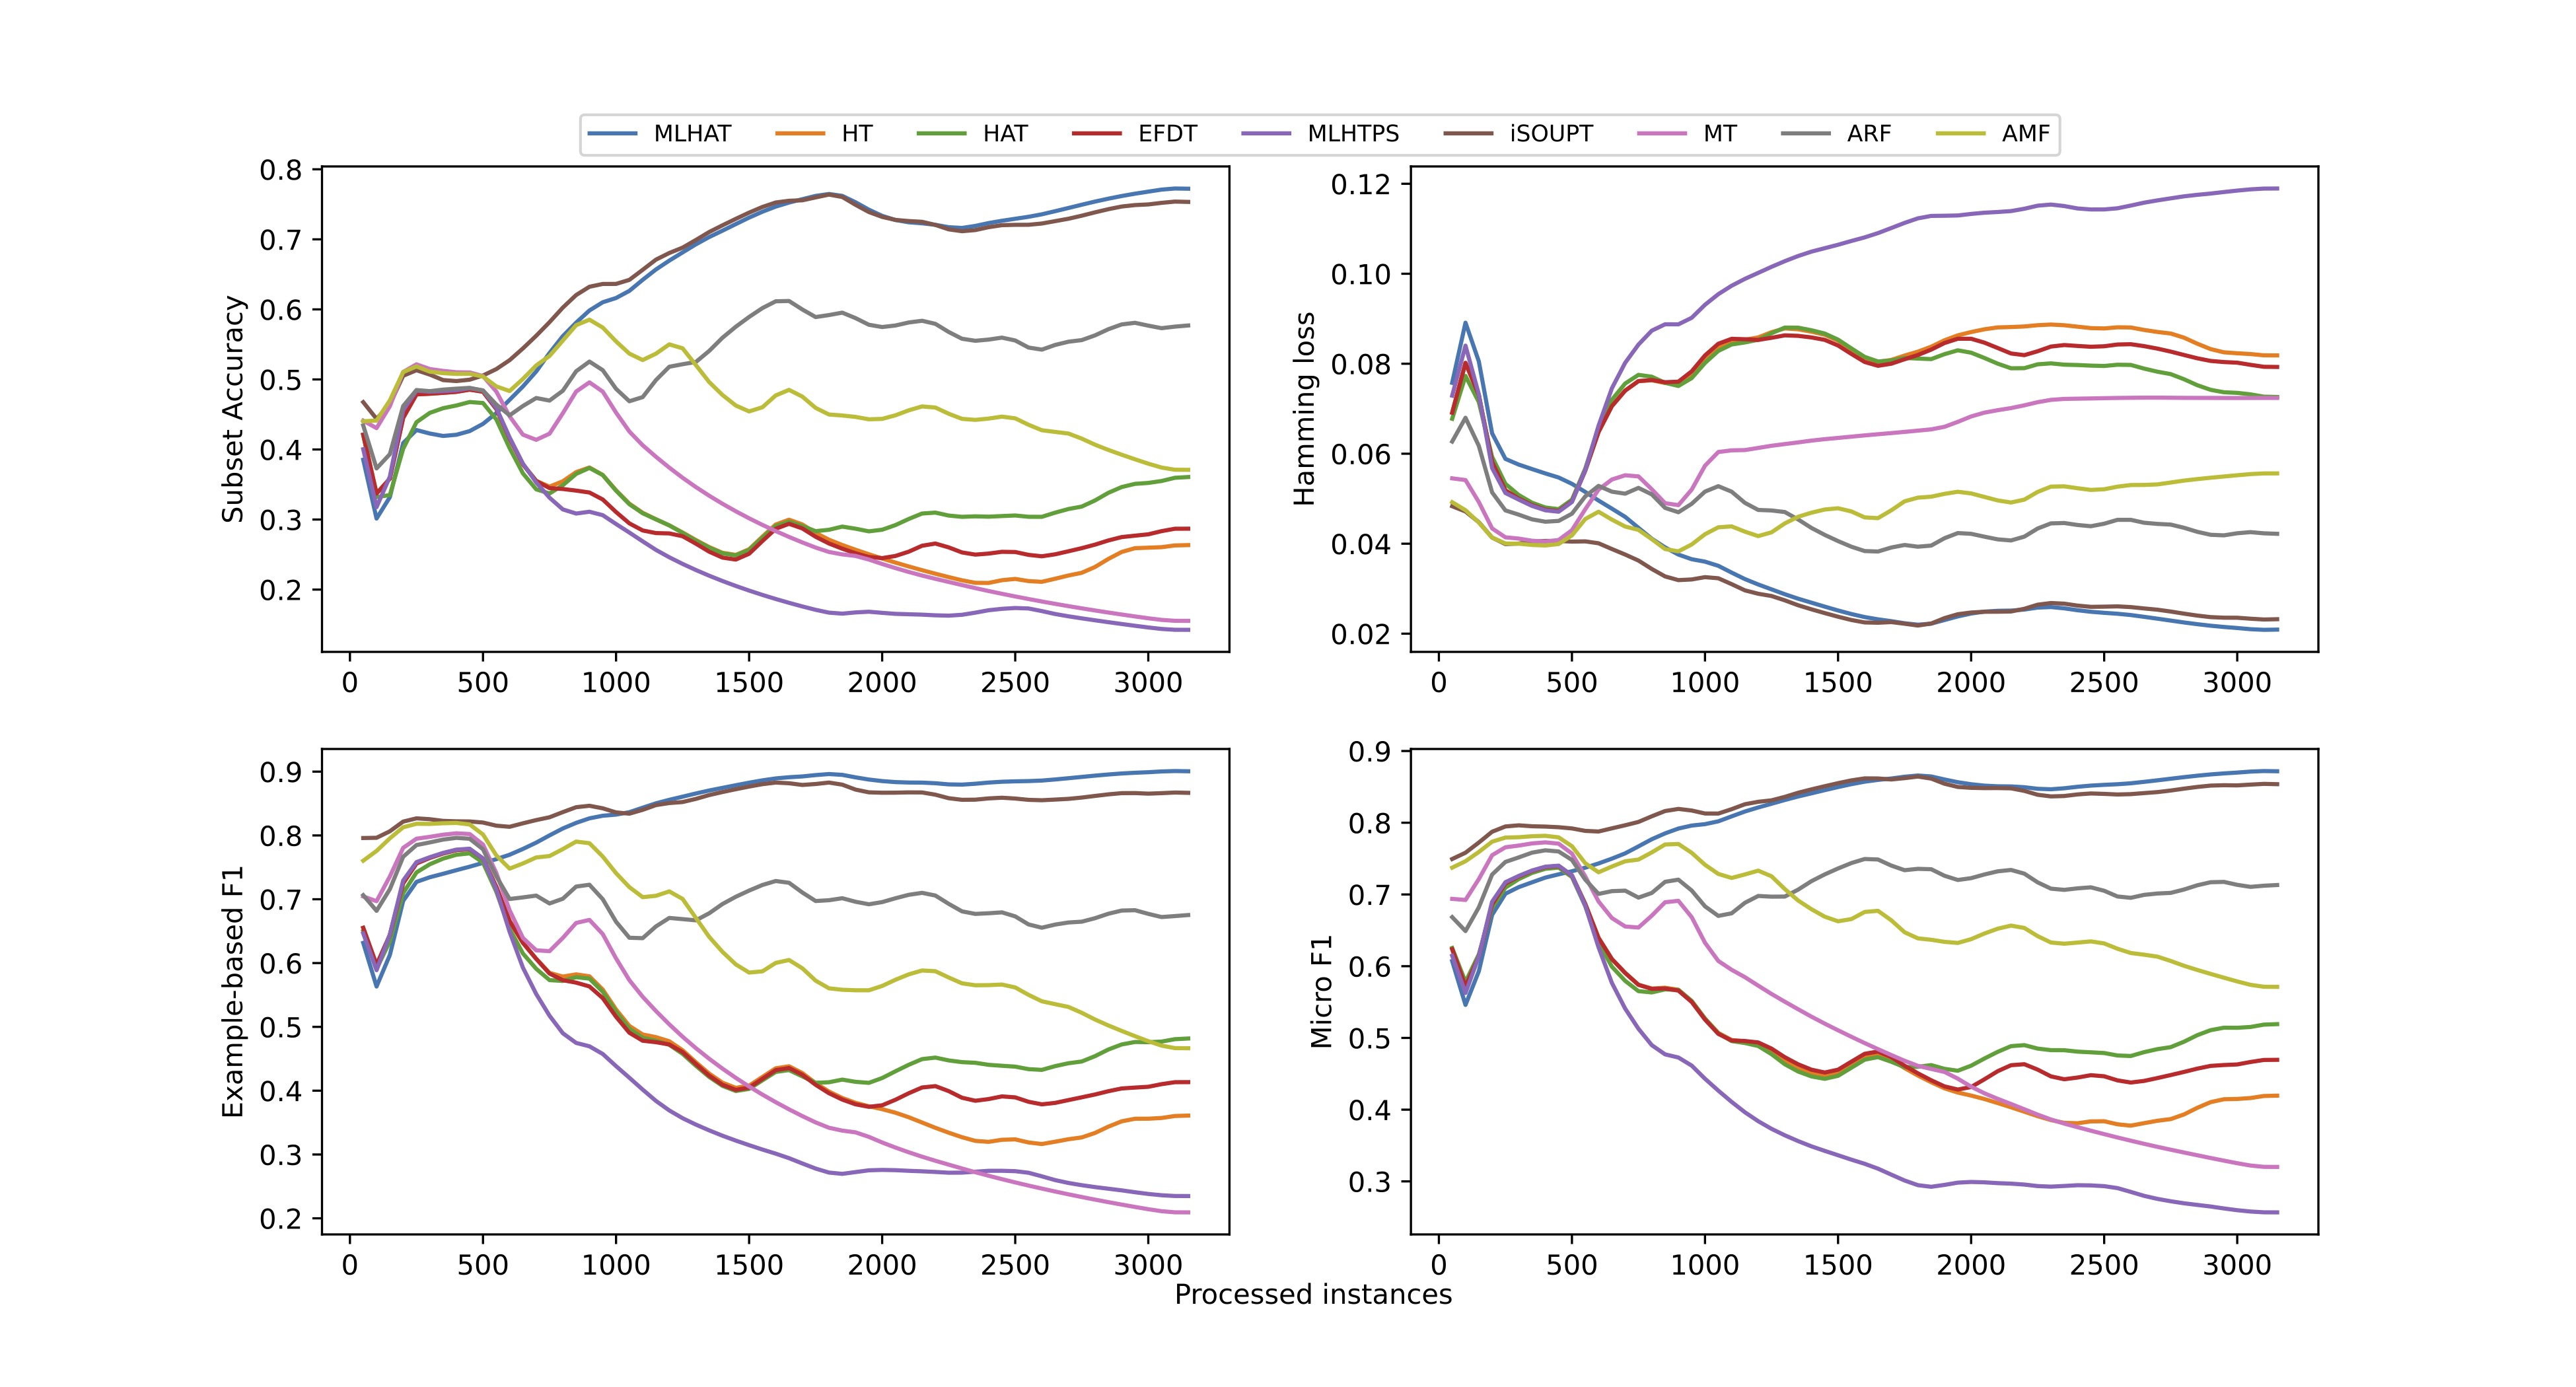 MLHAT HT HAT EFDT MLHTPS iSOUPT MT ARF AMF
Subset Accuracy
0.8
0.7
0.6
0.5
0.4
0.3
0.2
0 500 1000 1500 2000 2500 3000
Hamming loss
0.12
0.10
0.08
0.06
0.04
0.02
0 500 1000 1500 2000 2500 3000
Example-based F1
0.9
0.8
0.7
0.6
0.5
0.4
0.3
0.2
0 500 1000 1500 2000 2500 3000
Micro F1
0.9
0.8
0.7
0.6
0.5
0.4
0.3
0 500 1000 1500 2000 2500 3000
Processed instances